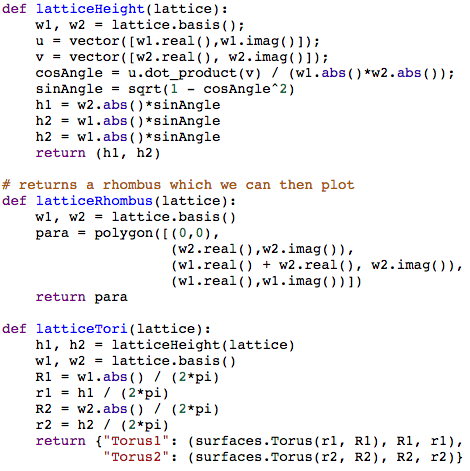 def latticeHeight(lattice):
    w1, w2 = lattice.basis();
    u = vector([w1.real(),w1.imag()]);
    v = vector([w2.real(), w2.imag()]);
    cosAngle = u.dot_product(v) / (w1.abs()*w2.abs());
    sinAngle = sqrt(1 - cosAngle^2)
    h1 = w2.abs()*sinAngle
    h2 = w1.abs()*sinAngle
    h2 = w1.abs()*sinAngle
    return (h1, h2)

# returns a rhombus which we can then plot
def latticeRhombus(lattice):
    w1, w2 = lattice.basis()
    para = polygon([(0,0),
                    (w2.real(),w2.imag()),
                    (w1.real() + w2.real(), w2.imag()),
                    (w1.real(),w1.imag())])
    return para

def latticeTori(lattice):
    h1, h2 = latticeHeight(lattice)
    w1, w2 = lattice.basis()
    R1 = w1.abs() / (2*pi)
    r1 = h1 / (2*pi)
    R2 = w2.abs() / (2*pi)
    r2 = h2 / (2*pi)
    return {"Torus1": (surfaces.Torus(r1, R1), R1, r1),
            "Torus2": (surfaces.Torus(r2, R2), R2, r2)}